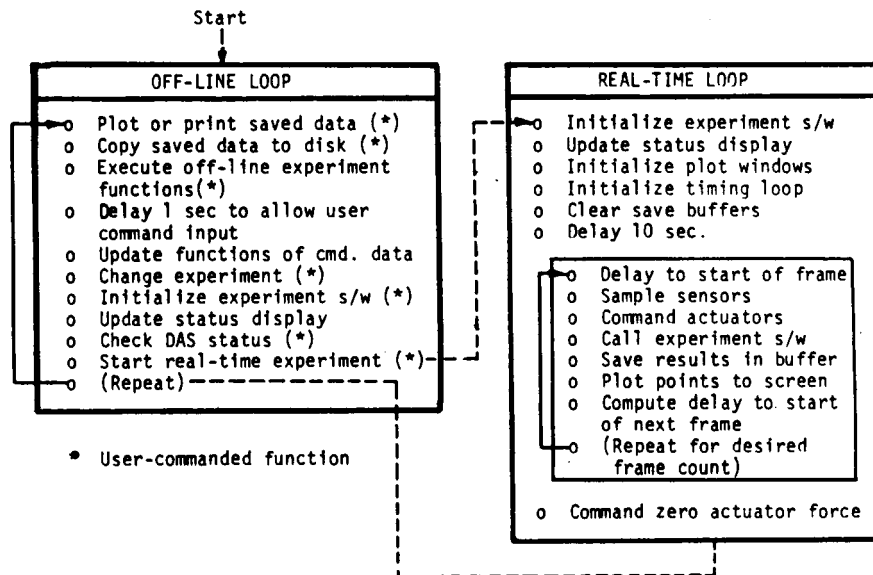 Start
OFF-LINE LOOP
o Plot or print saved data (*)
o Copy saved data to disk (*)
o Execute off-line experiment
functions(*)
o Delay 1 sec to allow user
command input
o Update functions of cmd. data
o Change experiment (*)
o Initialize experiment s/w (*)
o Update status display
o Check DAS status (*)
o Start real-time experiment (*)
o (Repeat)
* User-commanded function
REAL-TIME LOOP
o Initialize experiment s/w
o Update status display
o Initialize plot windows
o Initialize timing loop
o Clear save buffers
o Delay 10 sec.
o Delay to start of frame
o Sample sensors
o Command actuators
o Call experiment s/w
o Save results in buffer
o Plot points to screen
o Compute delay to start
of next frame
o (Repeat for desired
frame count)
o Command zero actuator force